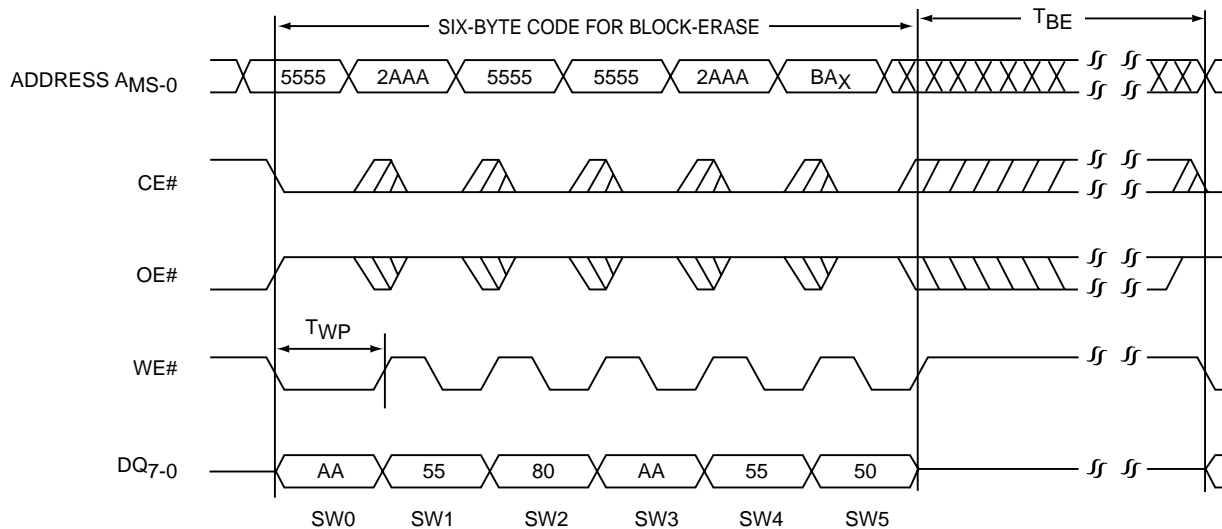 SIX-BYTE CODE FOR BLOCK-ERASE TBE
ADDRESS AMS-0 5555 2AAA 5555 5555 2AAA BAX
CE#
OE#
TWP
WE#
DQ7-0 AA 55 80 AA 55 50
SW0 SW1 SW2 SW3 SW4 SW5